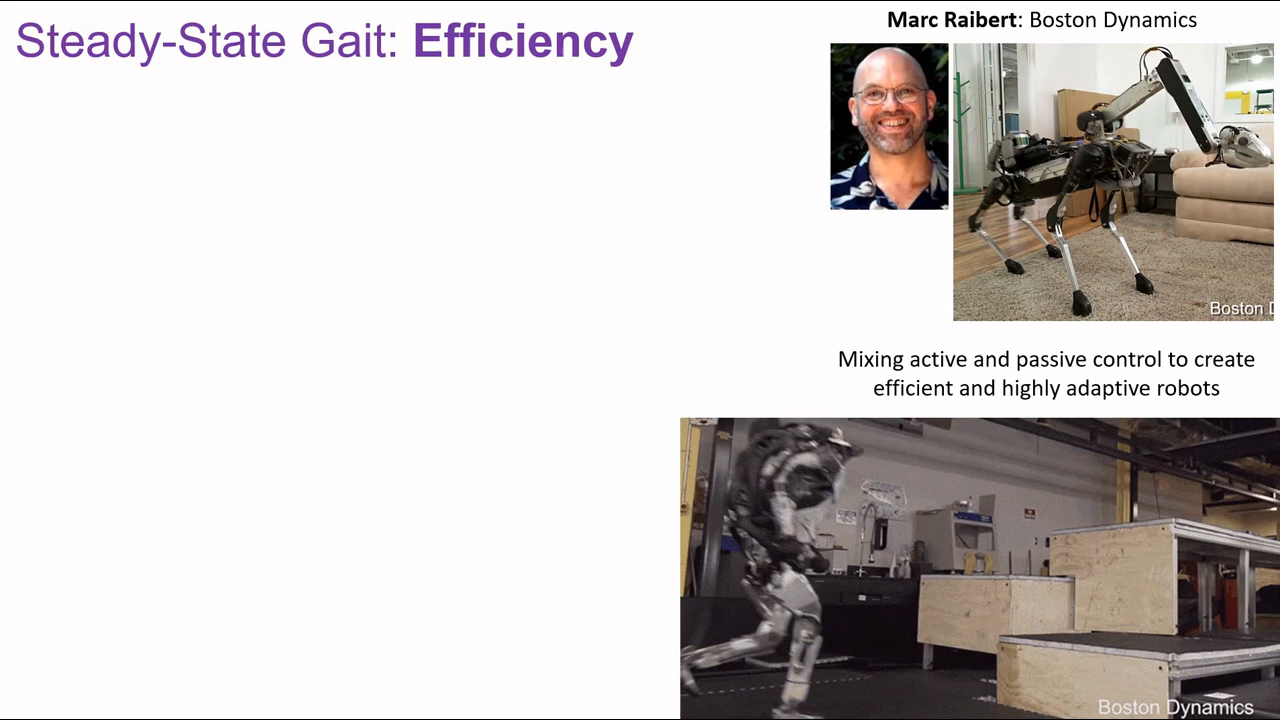 Steady-State Gait: Efficiency
Marc Raibert: Boston Dynamics
Boston D
Mixing active and passive control to create
efficient and highly adaptive robots
Boston Dynamics